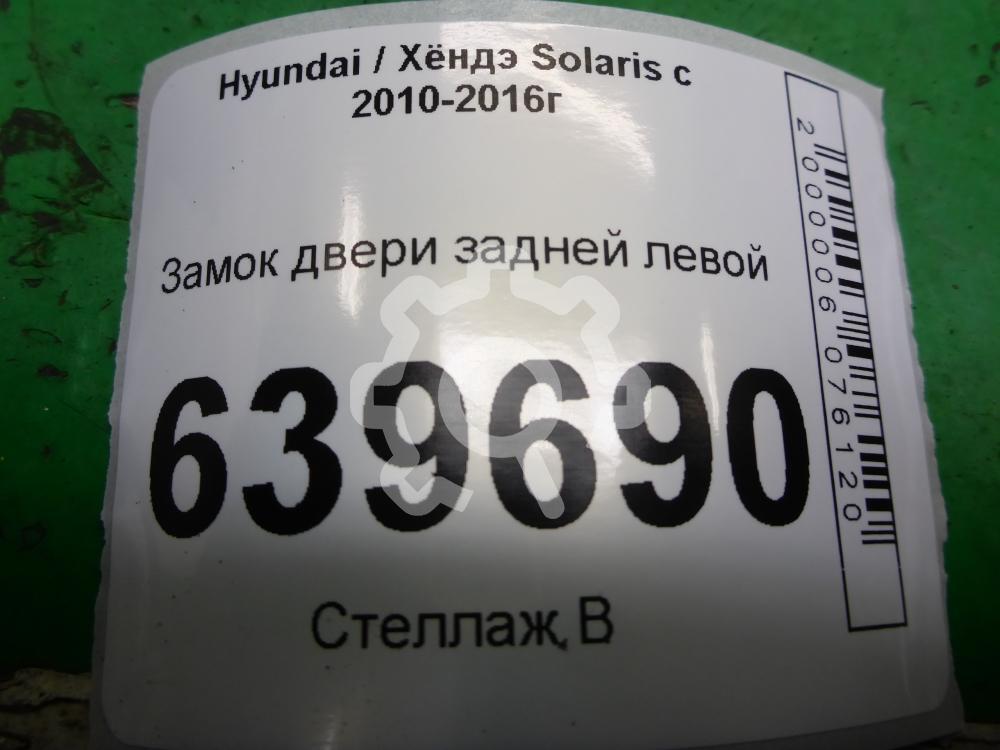 Hyundai / Хёндэ Solaris с
2010-2016г
Замок двери задней левой
639690
Стеллаж В
2000006076120